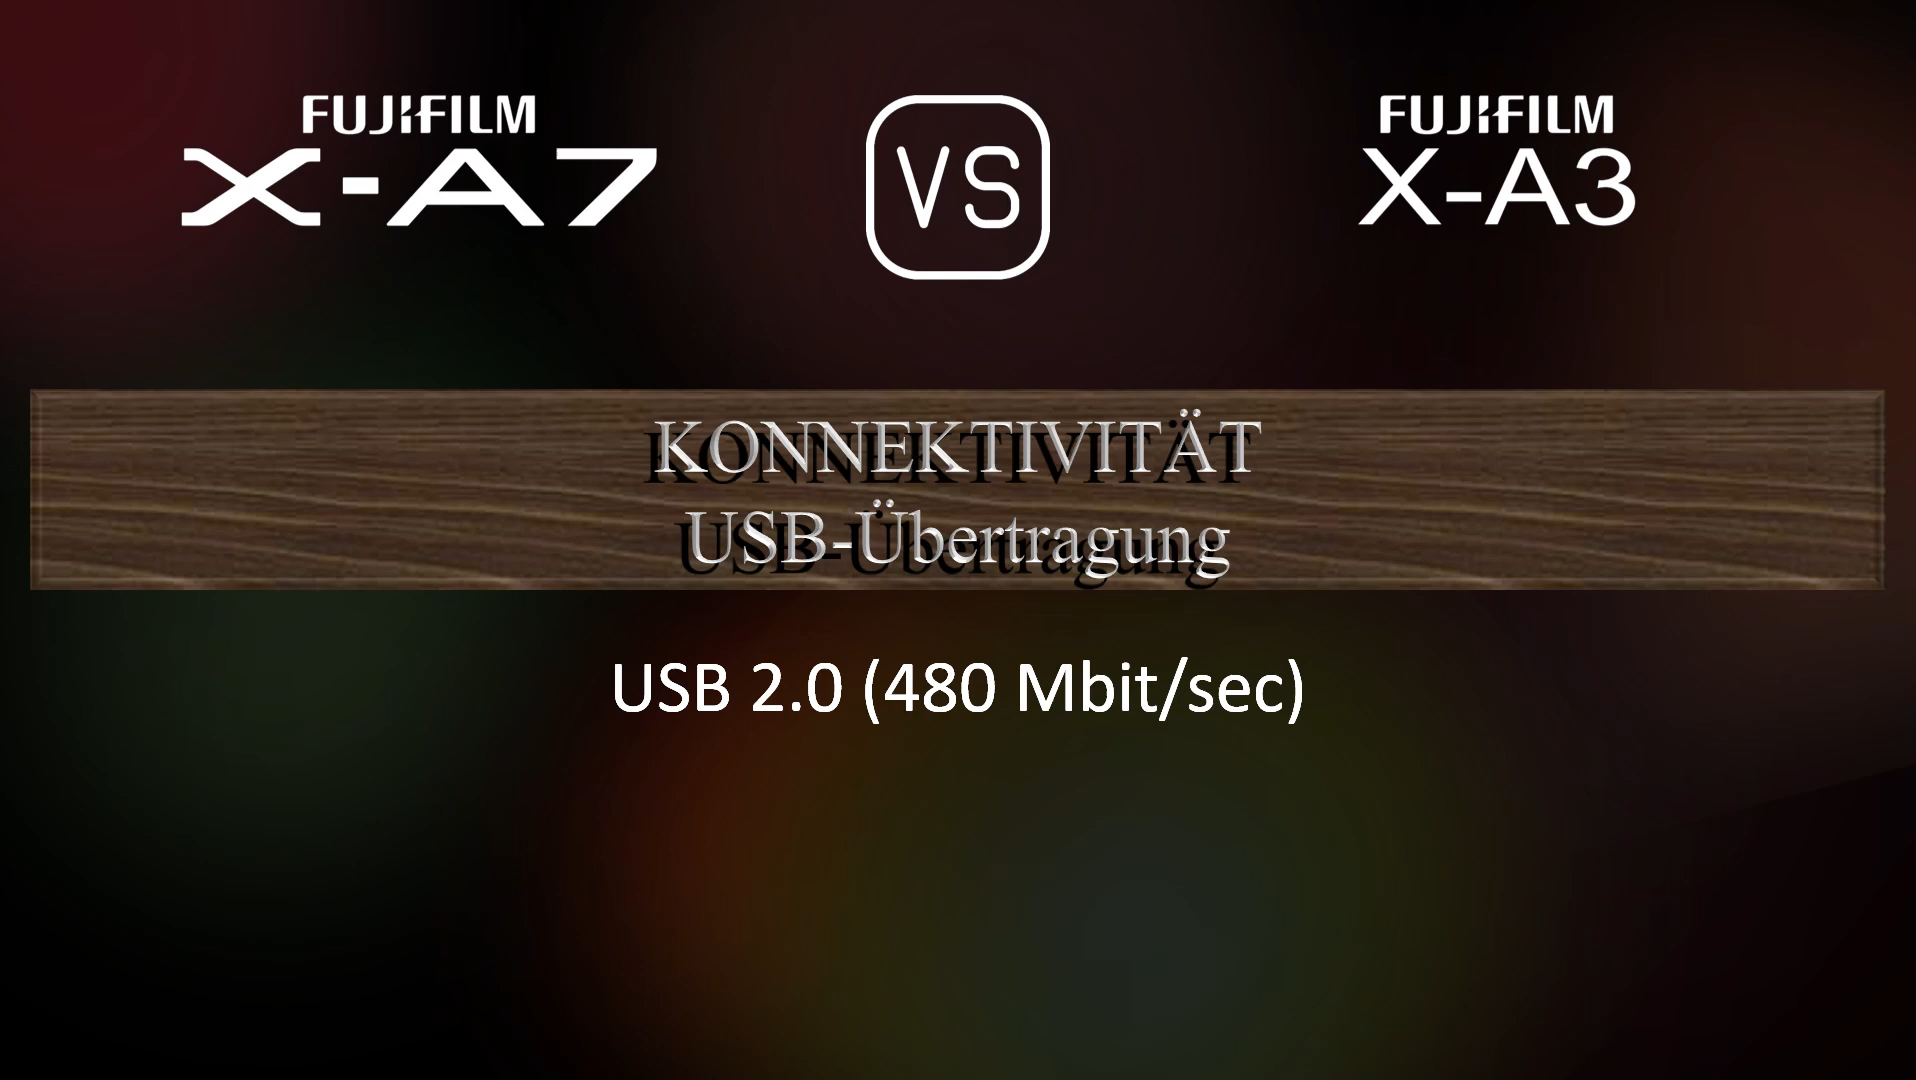 FUJIFILM
X-A7
VS
FUJIFILM
X-A3
KONNEKTIVITÄT
USB-Übertragung
USB 2.0 (480 Mbit/sec)